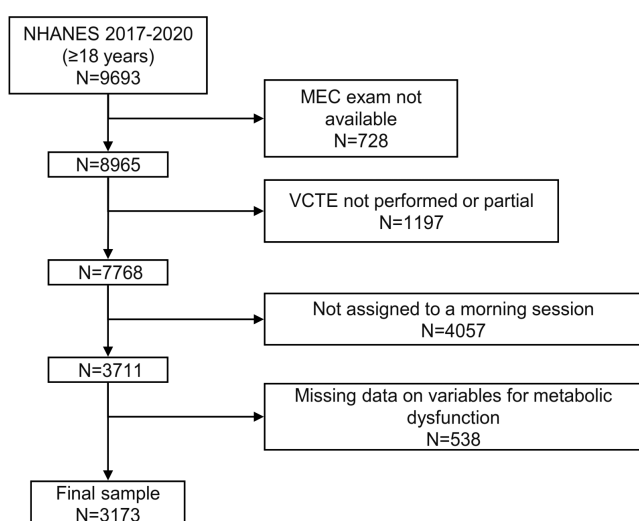 NHANES 2017-2020
(≥18 years)
N=9693
MEC exam not
available
N=728
N=8965
VCTE not performed or partial
N=1197
N=7768
Not assigned to a morning session
N=4057
N=3711
Missing data on variables for metabolic
dysfunction
N=538
Final sample
N=3173